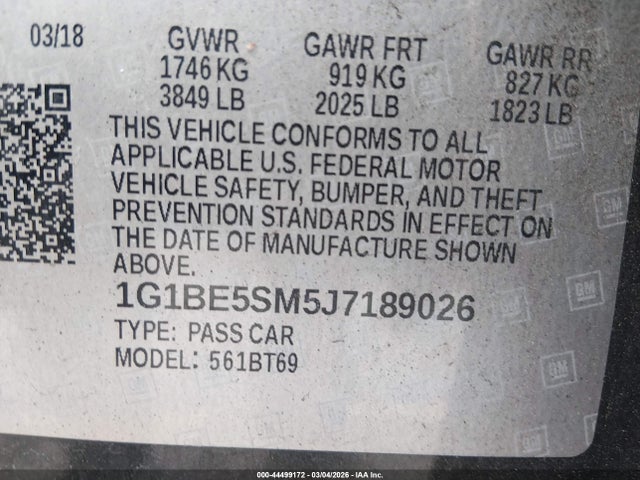 03/18 GVWR GAWR FRT GAWR RR
1746 KG 919 KG 827 KG
3849 LB 2025 LB 1823 LB
THIS VEHICLE CONFORMS TO ALL
APPLICABLE U.S. FEDERAL MOTOR
VEHICLE SAFETY, BUMPER, AND THEFT
PREVENTION STANDARDS IN EFFECT ON
THE DATE OF MANUFACTURE SHOWN
ABOVE.
1G1BE5SM5J7189026
TYPE: PASS CAR
MODEL: 561BT69
GM
000-44499172 | 03/04/2026 | IAA Inc.